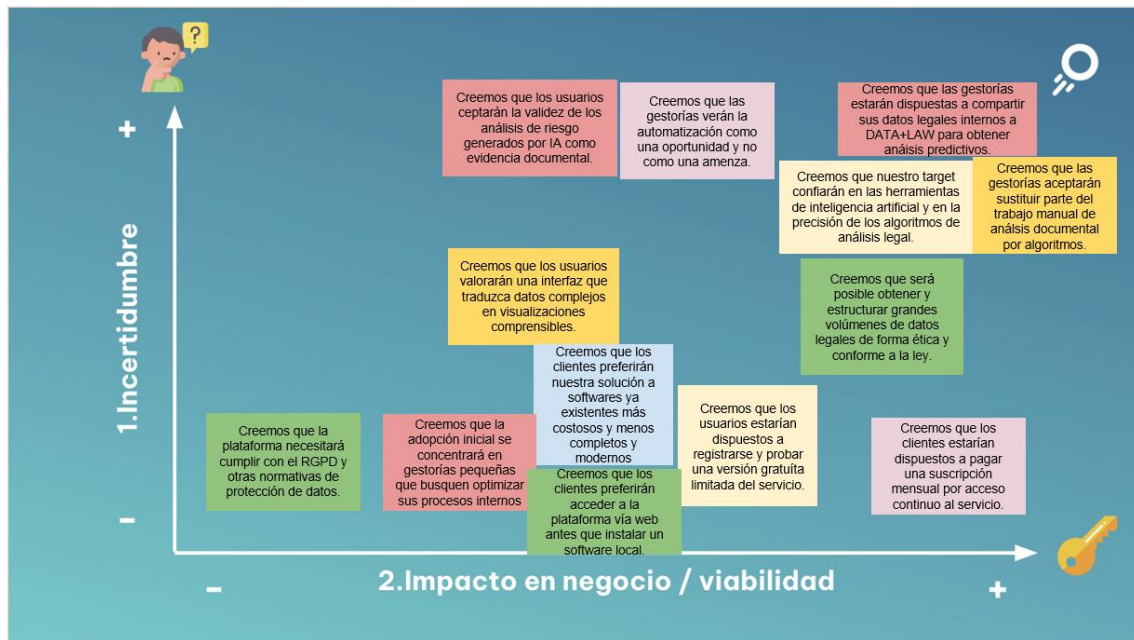 ?
+
1.Incertidumbre
–
Creemos que los usuarios
ceptarán la validez de los
análisis de riesgo
generados por IA como
evidencia documental.
Creemos que las
gestorías verán la
automatización como
una oportunidad y no
como una amenza.
Creemos que las gestorías
estarán dispuestas a compartir
sus datos legales internos a
DATA+LAW para obtener
anáisis predictivos.
Creemos que nuestro target
confiarán en las herramientas
de inteligencia artificial y en la
precisión de los algoritmos de
análisis legal.
Creemos que las
gestorías aceptarán
sustituir parte del
trabajo manual de
análsis documental
por algoritmos.
Creemos que los usuarios
valorarán una interfaz que
traduzca datos complejos
en visualizaciones
comprensibles.
Creemos que será
posible obtener y
estructurar grandes
volúmenes de datos
legales de forma ética y
conforme a la ley.
Creemos que los
clientes preferirán
nuestra solución a
softwares ya
existentes más
costosos y menos
completos y
modernos
Creemos que la
plataforma necesitará
cumplir con el RGPD y
otras normativas de
protección de datos.
Creemos que la
adopción inicial se
concentrará en
gestorías pequeñas
que busquen optimizar
sus procesos internos
Creemos que los
usuarios estarían
dispuestos a
registrarse y probar
una versión gratuíta
limitada del servicio.
Creemos que los
clientes estarían
dispuestos a pagar
una suscripción
mensual por acceso
continuo al servicio.
Creemos que los
clientes preferirán
acceder a la
plataforma vía web
antes que instalar un
software local.
–
2.Impacto en negocio / viabilidad
+